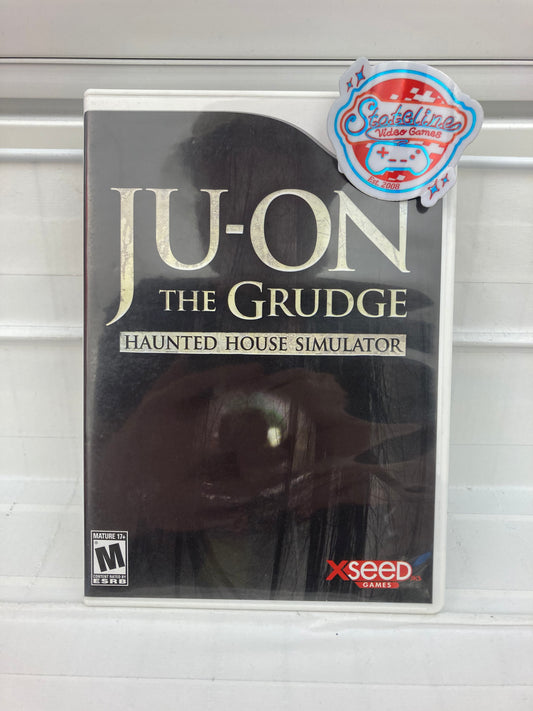 Stateline
Video Games
Est. 2008
JU-ON
THE GRUDGE
HAUNTED HOUSE SIMULATOR
MATURE 17+
M
CONTENT RATED BY
ESRB
XSEED
GAMES